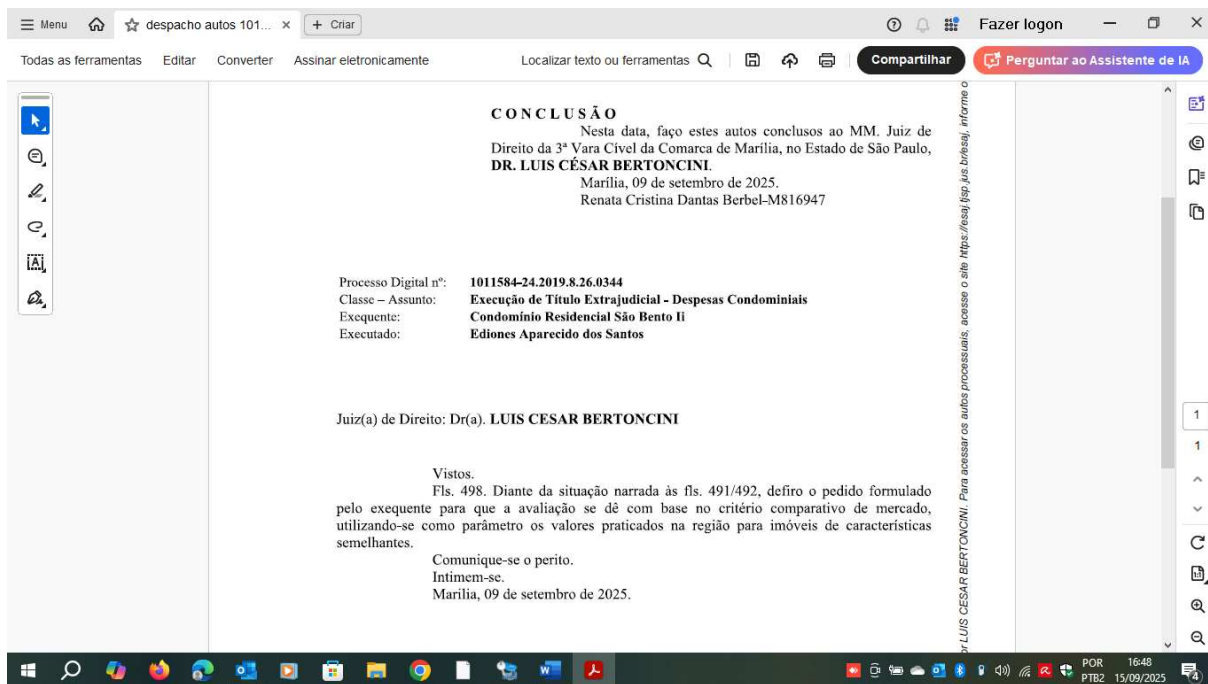 Menu
despacho autos 101...
Criar
Fazer logon
Todas as ferramentas
Editar
Converter
Assinar eletronicamente
Localizar texto ou ferramentas
Compartilhar
Perguntar ao Assistente de IA
C O N C L U S Ã O
Nesta data, faço estes autos conclusos ao MM. Juiz de
Direito da 3ª Vara Cível da Comarca de Marília, no Estado de São Paulo,
DR. LUIS CÉSAR BERTONCINI.
Marília, 09 de setembro de 2025.
Renata Cristina Dantas Berbel-M816947
Processo Digital nº: 1011584-24.2019.8.26.0344
Classe – Assunto: Execução de Título Extrajudicial - Despesas Condominiais
Exequente: Condomínio Residencial São Bento Ii
Executado: Ediones Aparecido dos Santos
Juiz(a) de Direito: Dr(a). LUIS CESAR BERTONCINI
Vistos.
Fls. 498. Diante da situação narrada às fls. 491/492, defiro o pedido formulado
pelo exequente para que a avaliação se dê com base no critério comparativo de mercado,
utilizando-se como parâmetro os valores praticados na região para imóveis de características
semelhantes.
Comunique-se o perito.
Intimem-se.
Marilia, 09 de setembro de 2025.
or LUIS CESAR BERTONCINI. Para acessar os autos processuais, acesse o site https://esaj.tjsp.jus.br/esaj, informe o
1
1
POR
PTB2
16:48
15/09/2025
4